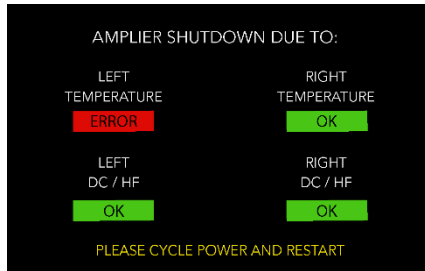 AMPLIER SHUTDOWN DUE TO:
LEFT
TEMPERATURE
ERROR
RIGHT
TEMPERATURE
OK
LEFT
DC / HF
OK
RIGHT
DC / HF
OK
PLEASE CYCLE POWER AND RESTART